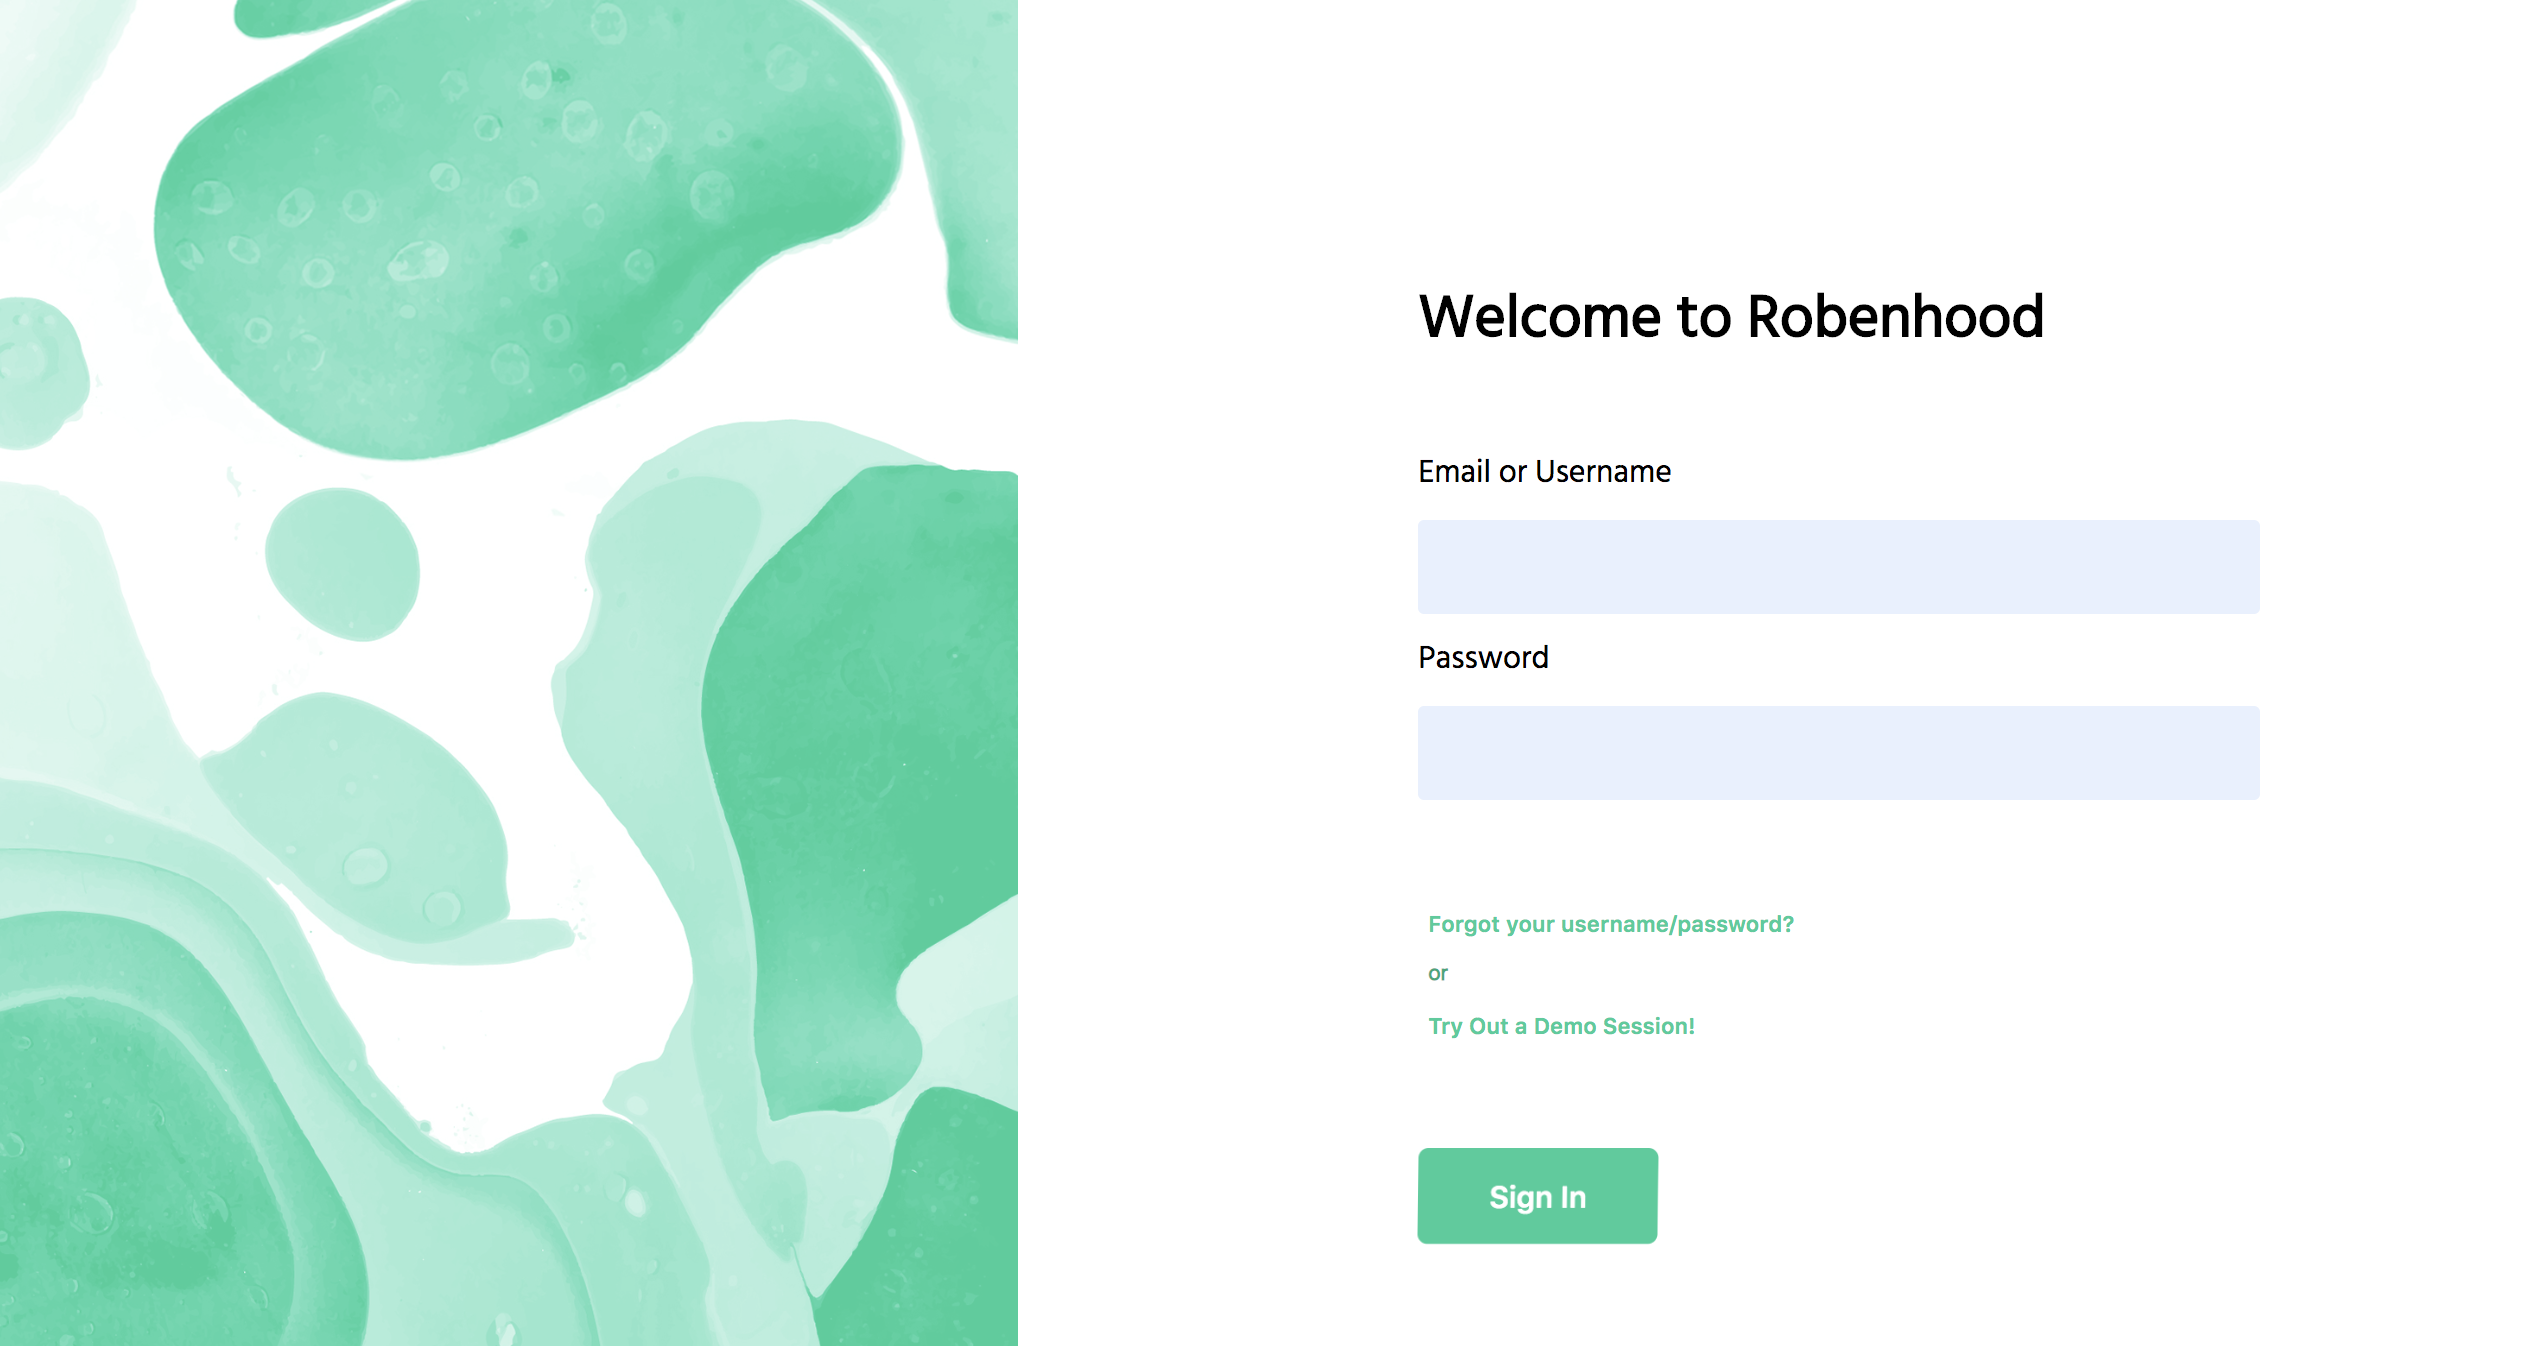 Welcome to Robenhood
Email or Username
Password
Forgot your username/password?
or
Try Out a Demo Session!
Sign In